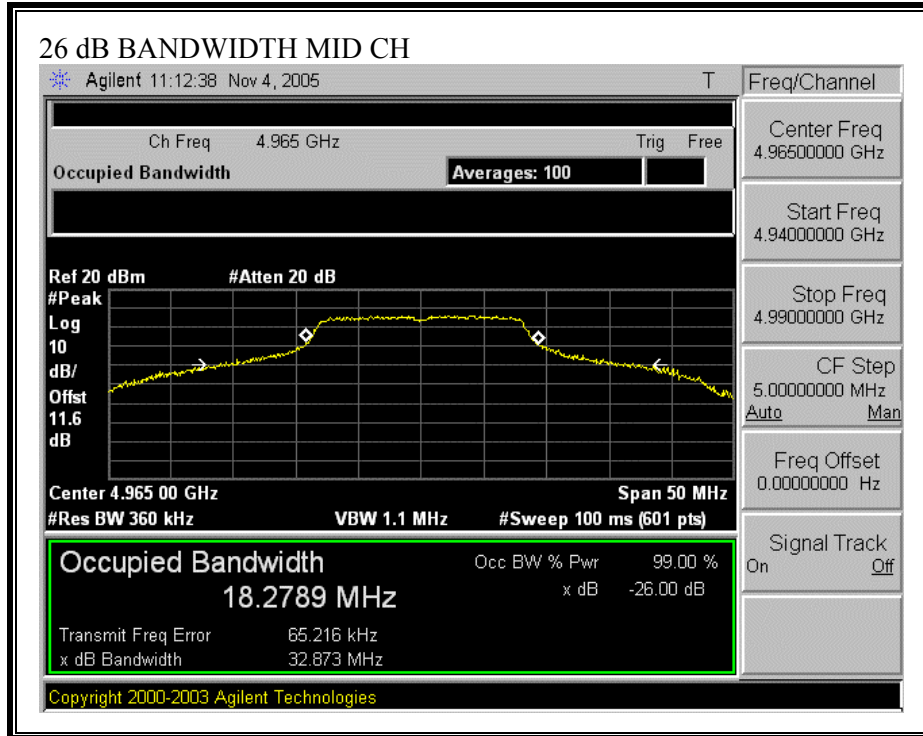 26 dB BANDWIDTH MID CH
Agilent 11:12:38 Nov 4, 2005 T
Freq/Channel
Ch Freq 4.965 GHz Trig Free
Occupied Bandwidth Averages: 100
Center Freq
4.96500000 GHz
Start Freq
4.94000000 GHz
Stop Freq
4.99000000 GHz
CF Step
5.00000000 MHz
Auto Man
Freq Offset
0.00000000 Hz
Signal Track
On Off
Ref 20 dBm #Atten 20 dB
#Peak
Log
10
dB/
Offst
11.6
dB
Center 4.965 00 GHz Span 50 MHz
#Res BW 360 kHz VBW 1.1 MHz #Sweep 100 ms (601 pts)
Occupied Bandwidth Occ BW % Pwr 99.00 %
18.2789 MHz x dB -26.00 dB
Transmit Freq Error 65.216 kHz
x dB Bandwidth 32.873 MHz
Copyright 2000-2003 Agilent Technologies